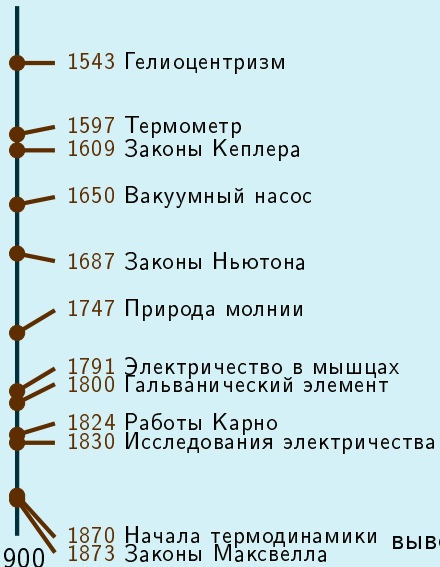 1543 Гелиоцентризм
1597 Термометр
1609 Законы Кеплера
1650 Вакуумный насос
1687 Законы Ньютона
1747 Природа молнии
1791 Электричество в мышцах
1800 Гальванический элемент
1824 Работы Карно
1830 Исследования электричества
1870 Начала термодинамики
1873 Законы Максвелла
900